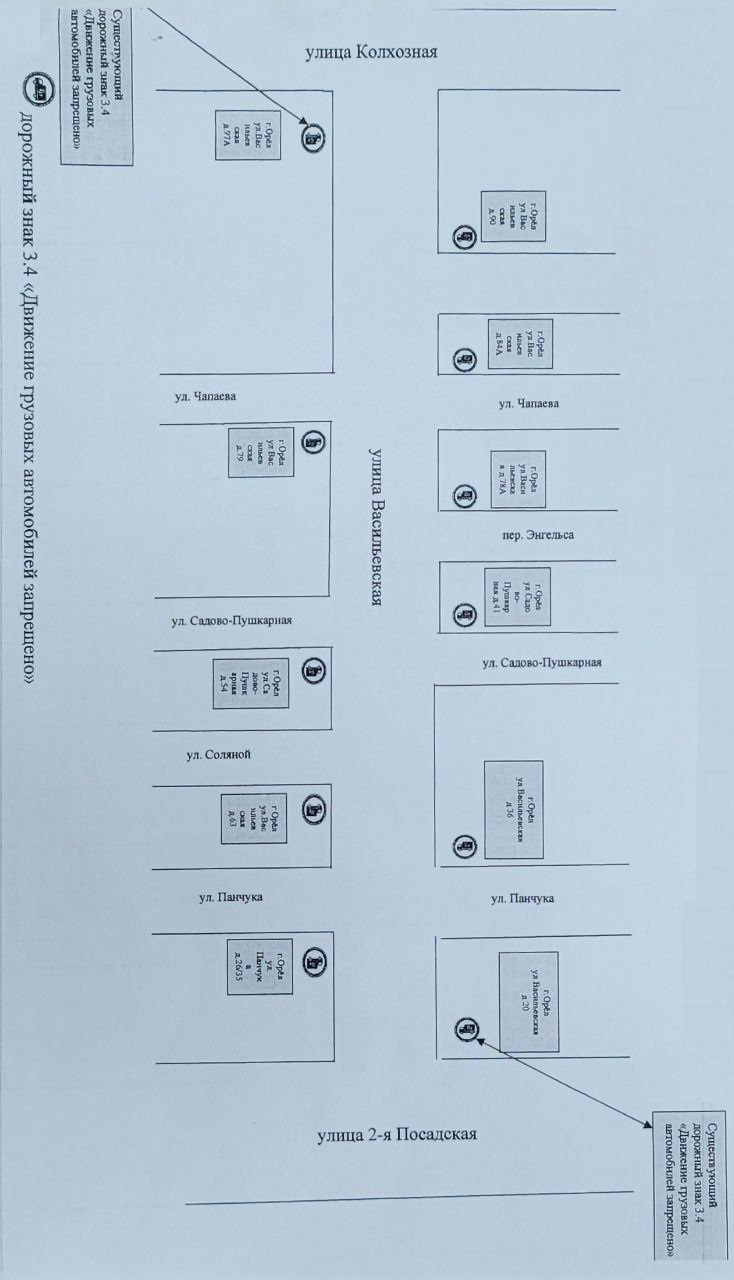 Существующий
дорожный знак 3.4
«Движение грузовых
автомобилей запрещено»
дорожный знак 3.4 «Движение грузовых автомобилей запрещено»
улица Колхозная
г.Орёл
ул.Вас
ильев
ская
д.97А
г.Орёл
ул.Вас
ильев
ская
д.90
г.Орёл
ул.Вас
ильев
ская
д.84А
ул. Чапаева
ул. Чапаева
г.Орёл
ул.Вас
ильев
ская
д.79
улица Васильевская
г.Орёл
ул.Васи
льевска
я д.78А
пер. Энгельса
г.Орёл
ул.Садо
во-
Пушкар
ная д.41
ул. Садово-Пушкарная
ул. Садово-Пушкарная
г.Орёл
ул.Са
дово-
Пушк
арная
д.54
ул. Соляной
г.Орёл
ул.Вас
ильев
ская
д.63
г.Орёл
ул.Васильевская
д.36
ул. Панчука
ул. Панчука
г.Орёл
ул.
Панчук
а
д.26/35
г.Орёл
ул.Васильевская
д.20
улица 2-я Посадская
Существующий
дорожный знак 3.4
«Движение грузовых
автомобилей запрещено»